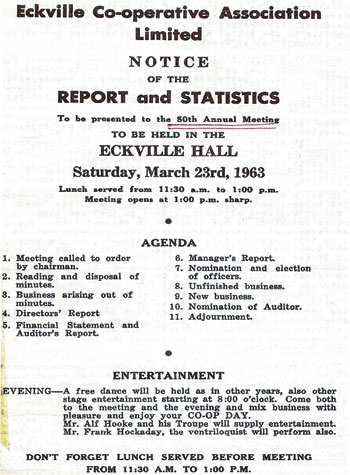 Eckville Co-operative Association
Limited
NOTICE
OF THE
REPORT and STATISTICS
To be presented to the 50th Annual Meeting
TO BE HELD IN THE
ECKVILLE HALL
Saturday, March 23rd, 1963
Lunch served from 11:30 a.m. to 1:00 p.m.
Meeting opens at 1:00 p.m. sharp.
AGENDA
1. Meeting called to order
by chairman.
2. Reading and disposal of
minutes.
3. Business arising out of
minutes.
4. Directors' Report
5. Financial Statement and
Auditor's Report.
6. Manager's Report.
7. Nomination and election
of officers.
8. Unfinished business.
9. New business.
10. Nomination of Auditor.
11. Adjournment.
ENTERTAINMENT
EVENING—A free dance will be held as in other years, also other
stage entertainment starting at 8:00 o'clock. Come both
to the meeting and the evening and mix business with
pleasure and enjoy your CO-OP DAY.
Mr. Alf Hooke and his Troupe will supply entertainment.
Mr. Frank Hockaday, the ventriloquist will perform also.
DON'T FORGET LUNCH SERVED BEFORE MEETING
FROM 11:30 A.M. TO 1:00 P.M.